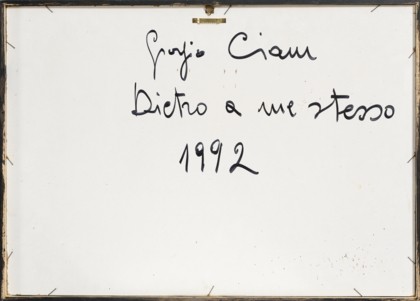 Giorgio Ciam
Dietro a me stesso
1992